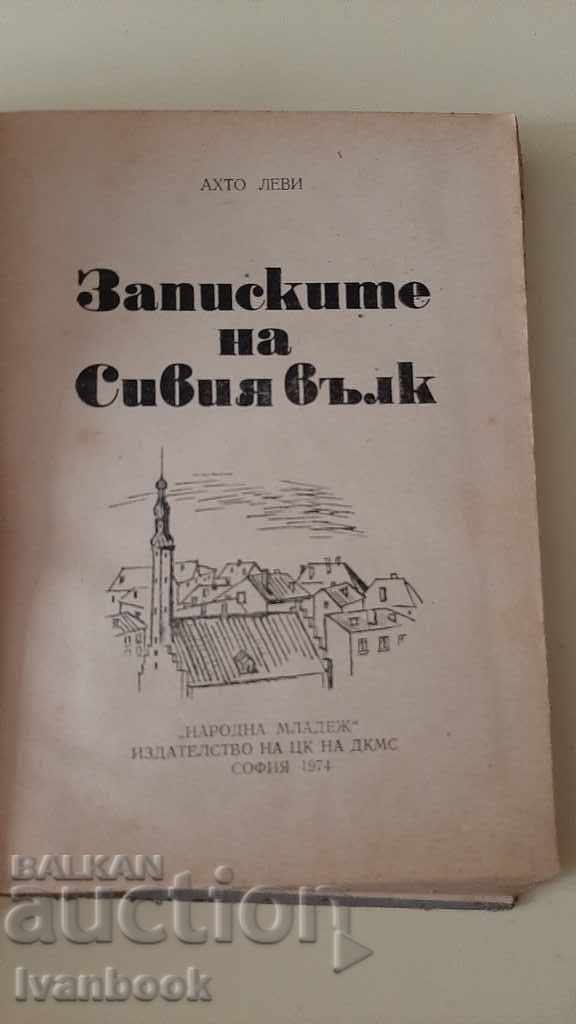 АХТО ЛЕВИ
Записките
на
Сивия вълк
„НАРОДНА МЛАДЕЖ“
ИЗДАТЕЛСТВО НА ЦК НА ДКМС
СОФИЯ 1974
BALKAN
auction
Ivanbook